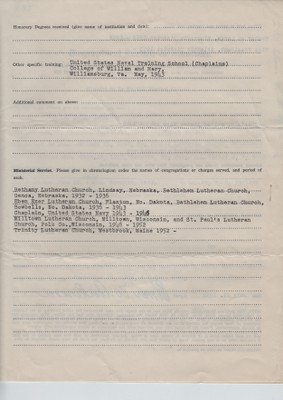 Honorary Degrees received (give name of institution and date):
Other specific training: United States Naval Training School (Chaplains)
College of William and Mary,
Williamsburg, Va. May, 1943
Additional comment on above:
Ministerial Service. Please give in chronological order the names of congregations or charges served, and period of
each.
Bethany Lutheran Church, Lindsay, Nebraska, Bethlehem Lutheran Church,
Genoa, Nebraska. 1932 - 1936
Eben Ezer Lutheran Church, Flaxton, No. Dakota, Bethlehem Lutheran Church,
Bowbells, No. Dakota, 1936 - 1943
Chaplain, United States Navy 1943 - 1946
Milltown Lutheran Church, Milltown, Wisconsin, and St. Paul's Lutheran
Church, Polk Co., Wisconsin, 1946 - 1952
Trinity Lutheran Church, Westbrook, Maine 1952 -